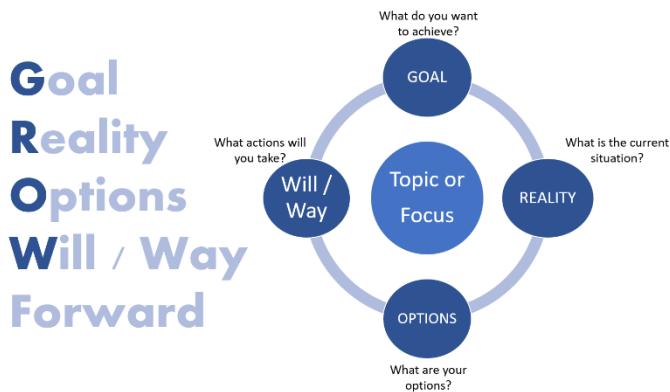 Goal
Reality
Options
Will / Way
Forward
What do you want
to achieve?
GOAL
What is the current
situation?
REALITY
What actions will
you take?
Will /
Way
Topic or
Focus
OPTIONS
What are your
options?